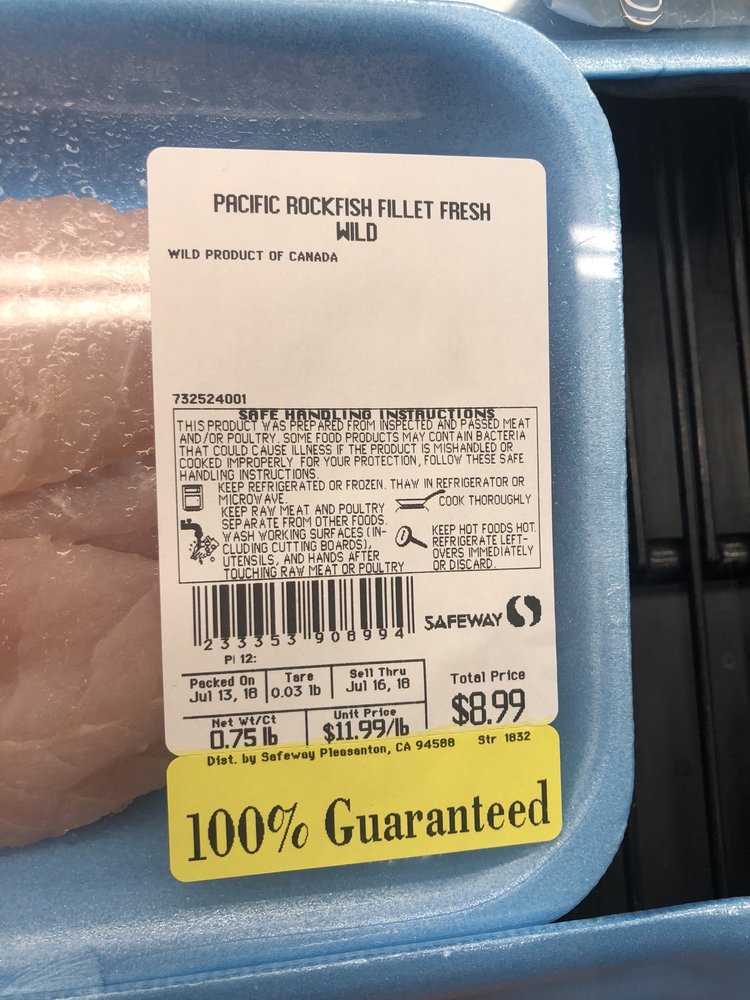 PACIFIC ROCKFISH FILLET FRESH
WILD
WILD PRODUCT OF CANADA
732524001
SAFE HANDLING INSTRUCTIONS
THIS PRODUCT WAS PREPARED FROM INSPECTED AND PASSED MEAT
AND/OR POULTRY. SOME FOOD PRODUCTS MAY CONTAIN BACTERIA
THAT COULD CAUSE ILLNESS IF THE PRODUCT IS MISHANDLED OR
COOKED IMPROPERLY FOR YOUR PROTECTION, FOLLOW THESE SAFE
HANDLING INSTRUCTIONS.
KEEP REFRIGERATED OR FROZEN. THAW IN REFRIGERATOR OR
MICROWAVE.
KEEP RAW MEAT AND POULTRY
SEPARATE FROM OTHER FOODS.
WASH WORKING SURFACES (IN-
CLUDING CUTTING BOARDS),
UTENSILS, AND HANDS AFTER
TOUCHING RAW MEAT OR POULTRY
COOK THOROUGHLY
KEEP HOT FOODS HOT.
REFRIGERATE LEFT-
OVERS IMMEDIATELY
OR DISCARD.
2 33353 908994
SAFEWAY
PI 12:
Packed On
Jul 13, 18
Tare
0.03 lb
Sell Thru
Jul 16, 18
Total Price
$8.99
Net Wt/Ct
0.75 lb
Unit Price
$11.99/lb
Dist. by Safeway Pleasanton, CA 94588 Str 1832
100% Guaranteed